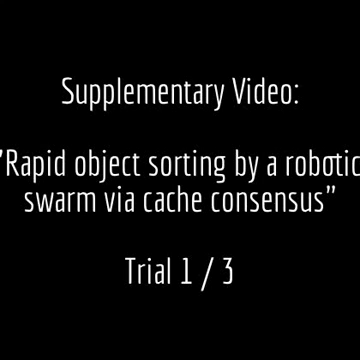 Supplementary Video:
"Rapid object sorting by a robotic
swarm via cache consensus"
Trial 1 / 3